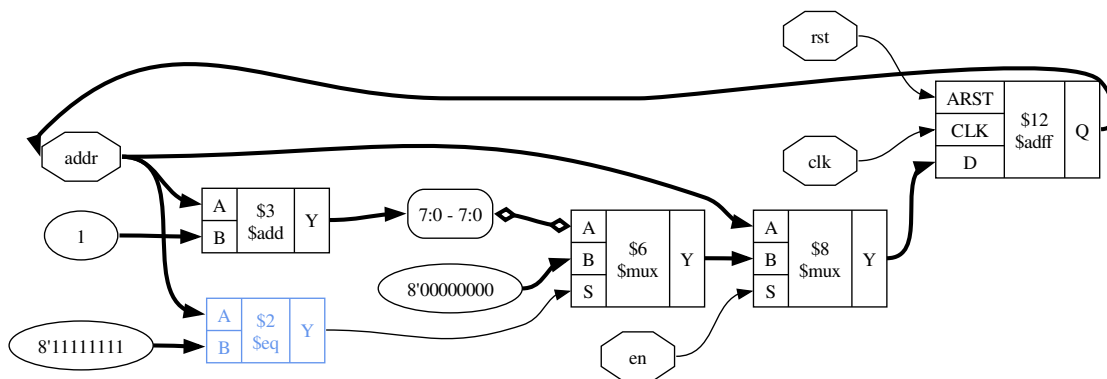 rst
ARST
CLK
D
$12
$adff
Q
clk
addr
A
B
$3
$add
Y
1
7:0 - 7:0
8'00000000
A
B
S
$6
$mux
Y
A
B
S
$8
$mux
Y
A
B
$2
$eq
Y
8'11111111
en